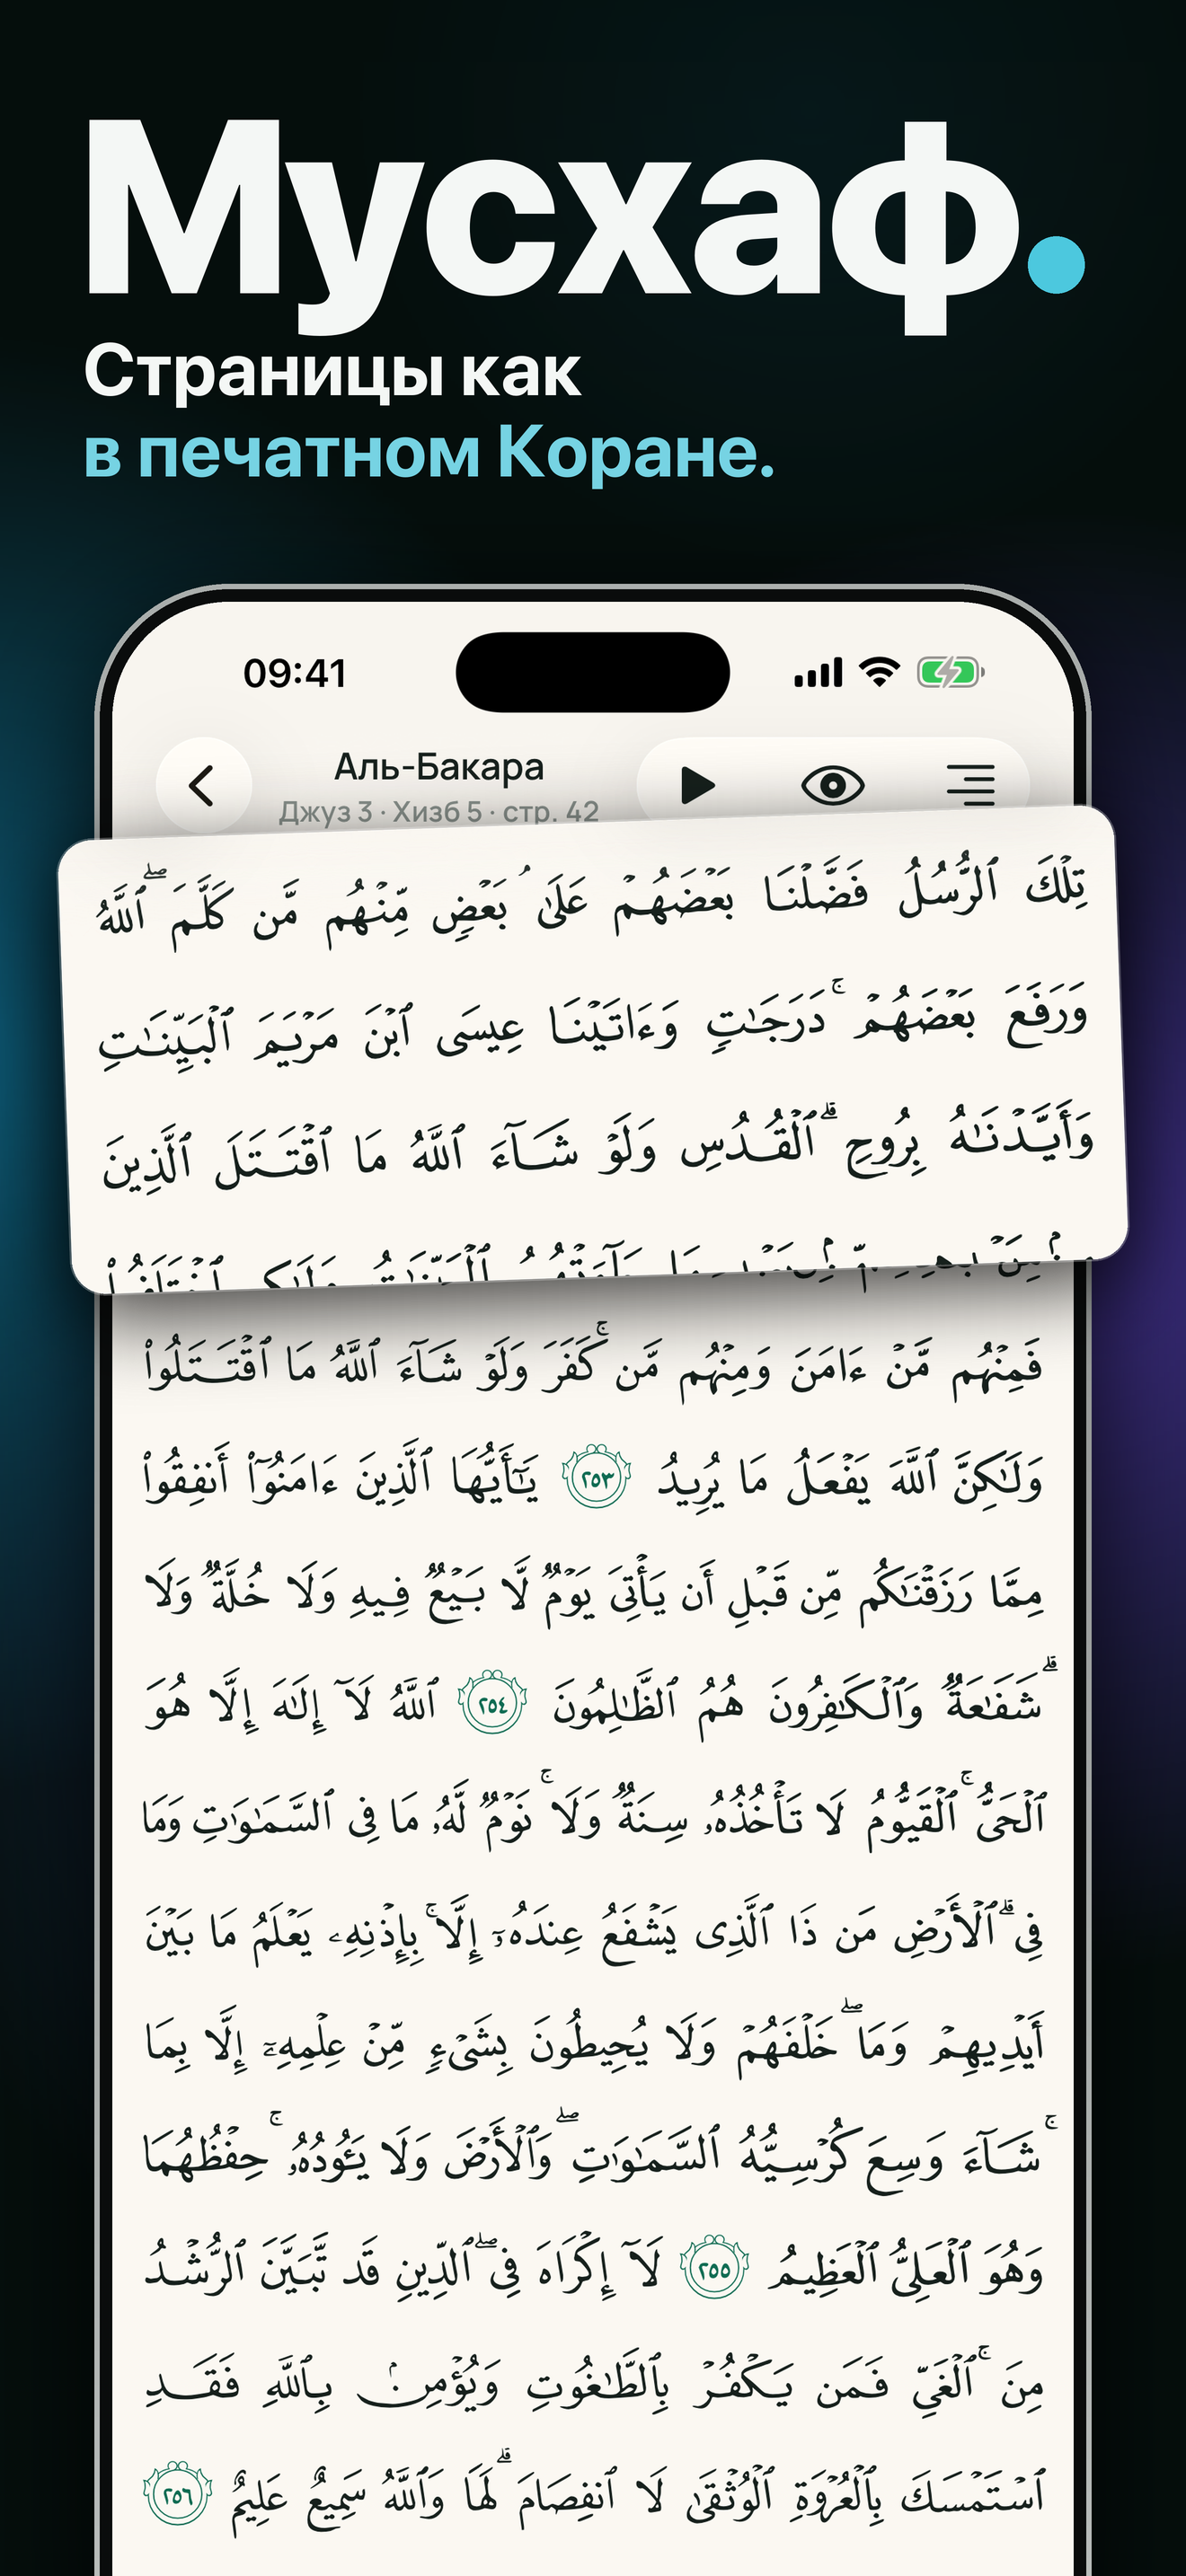 Мусхаф.
Страницы как
в печатном Коране.
09:41
Аль-Бакара
Джуз 3 · Хизб 5 · стр. 42
تِلْكَ ٱلرُّسُلُ فَضَّلْنَا بَعْضَهُمْ عَلَىٰ ۘ بَعْضٍ مِّنْهُم مَّن كَلَّمَ ۖ ٱللَّهُ
وَرَفَعَ بَعْضَهُمْ ۚ دَرَجَـٰتٍ وَءَاتَيْنَا عِيسَى ٱبْنَ مَرْيَمَ ٱلْبَيِّنَـٰتِ
وَأَيَّدْنَـٰهُ بِرُوحِ ۗ ٱلْقُدُسِ وَلَوْ شَآءَ ٱللَّهُ مَا ٱقْتَتَلَ ٱلَّذِينَ
فَمِنْهُم مَّنْ ءَامَنَ وَمِنْهُم مَّن ۚ كَفَرَ وَلَوْ شَآءَ ٱللَّهُ مَا ٱقْتَتَلُوا۟
وَلَـٰكِنَّ ٱللَّهَ يَفْعَلُ مَا يُرِيدُ ٢٥٣ يَـٰٓأَيُّهَا ٱلَّذِينَ ءَامَنُوٓا۟ أَنفِقُوا۟
مِمَّا رَزَقْنَـٰكُم مِّن قَبْلِ أَن يَأْتِىَ يَوْمٌ لَّا بَيْعٌ فِيهِ وَلَا خُلَّةٌ وَلَا
ۗ شَفَـٰعَةٌ وَٱلْكَـٰفِرُونَ هُمُ ٱلظَّـٰلِمُونَ ٢٥٤ ٱللَّهُ لَآ إِلَـٰهَ إِلَّا هُوَ
ٱلْحَىُّ ۚ ٱلْقَيُّومُ لَا تَأْخُذُهُۥ سِنَةٌ وَلَا ۚ نَوْمٌ لَّهُۥ مَا فِى ٱلسَّمَـٰوَٰتِ وَمَا
فِى ۗ ٱلْأَرْضِ مَن ذَا ٱلَّذِى يَشْفَعُ عِندَهُۥٓ إِلَّا ۚ بِإِذْنِهِۦ يَعْلَمُ مَا بَيْنَ
أَيْدِيهِمْ وَمَا ۖ خَلْفَهُمْ وَلَا يُحِيطُونَ بِشَىْءٍ مِّنْ عِلْمِهِۦٓ إِلَّا بِمَا
ۚ شَآءَ وَسِعَ كُرْسِيُّهُ ٱلسَّمَـٰوَٰتِ ۖ وَٱلْأَرْضَ وَلَا يَـُٔودُهُۥ ۚ حِفْظُهُمَا
وَهُوَ ٱلْعَلِىُّ ٱلْعَظِيمُ ٢٥٥ لَآ إِكْرَاهَ فِى ۖ ٱلدِّينِ قَد تَّبَيَّنَ ٱلرُّشْدُ
مِنَ ۚ ٱلْغَىِّ فَمَن يَكْفُرْ بِٱلطَّـٰغُوتِ وَيُؤْمِنۢ بِٱللَّهِ فَقَدِ
ٱسْتَمْسَكَ بِٱلْعُرْوَةِ ٱلْوُثْقَىٰ لَا ٱنفِصَامَ ۗ لَهَا وَٱللَّهُ سَمِيعٌ عَلِيمٌ ٢٥٦